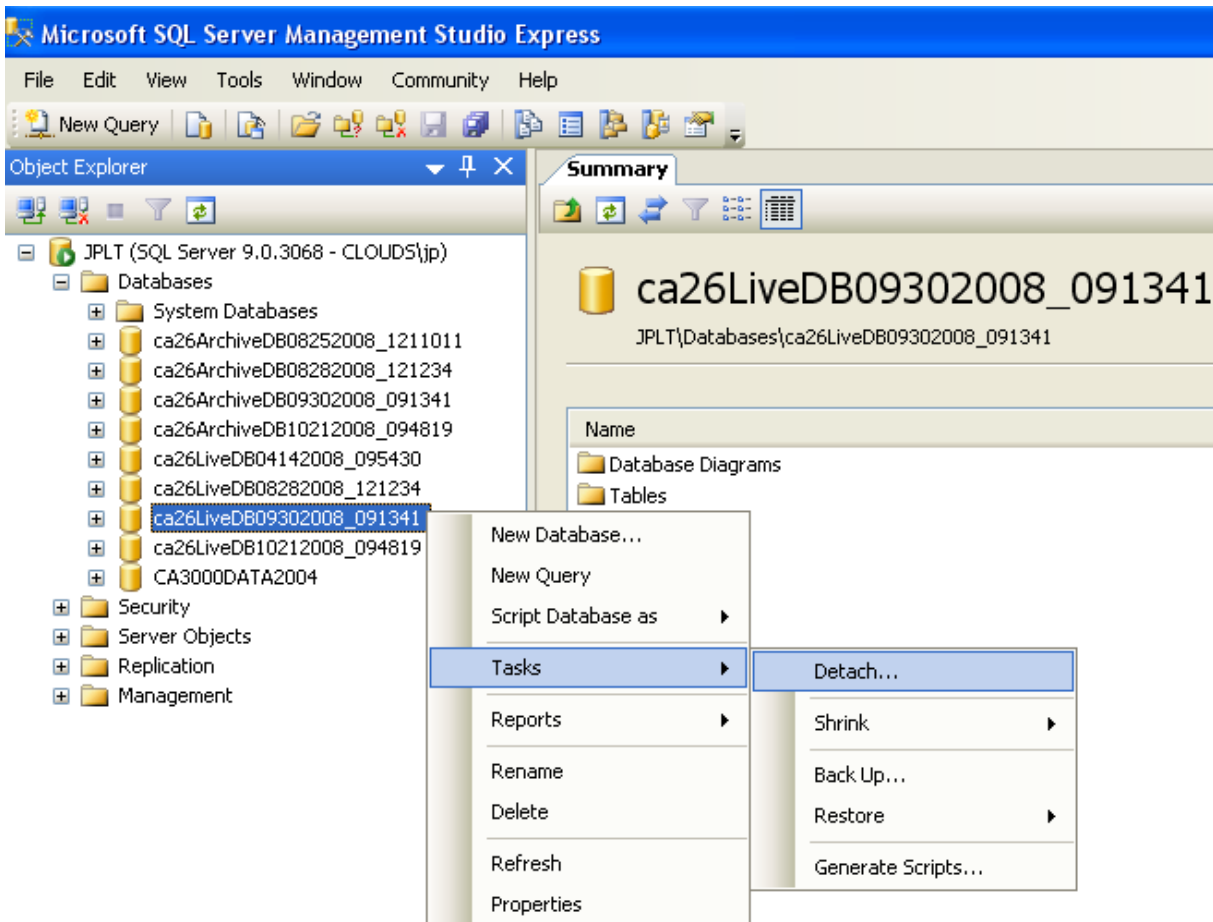 Microsoft SQL Server Management Studio Express
File Edit View Tools Window Community Help
New Query
Object Explorer
Summary
JPLT (SQL Server 9.0.3068 - CLOUDS\jp)
Databases
System Databases
ca26ArchiveDB08252008_1211011
ca26ArchiveDB08282008_121234
ca26ArchiveDB09302008_091341
ca26ArchiveDB10212008_094819
ca26LiveDB04142008_095430
ca26LiveDB08282008_121234
ca26LiveDB09302008_091341
ca26LiveDB10212008_094819
CA3000DATA2004
Security
Server Objects
Replication
Management
ca26LiveDB09302008_091341
JPLT\Databases\ca26LiveDB09302008_091341
Name
Database Diagrams
Tables
New Database...
New Query
Script Database as
Tasks
Reports
Rename
Delete
Refresh
Properties
Detach...
Shrink
Back Up...
Restore
Generate Scripts...